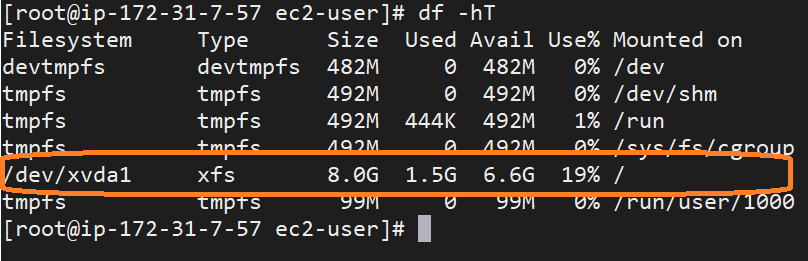 [root@ip-172-31-7-57 ec2-user]# df -hT
Filesystem     Type      Size  Used Avail Use% Mounted on
devtmpfs       devtmpfs  482M     0  482M   0% /dev
tmpfs          tmpfs     492M     0  492M   0% /dev/shm
tmpfs          tmpfs     492M  444K  492M   1% /run
tmpfs          tmpfs     492M     0  492M   0% /sys/fs/cgroup
/dev/xvda1     xfs       8.0G  1.5G  6.6G  19% /
tmpfs          tmpfs      99M     0   99M   0% /run/user/1000
[root@ip-172-31-7-57 ec2-user]#